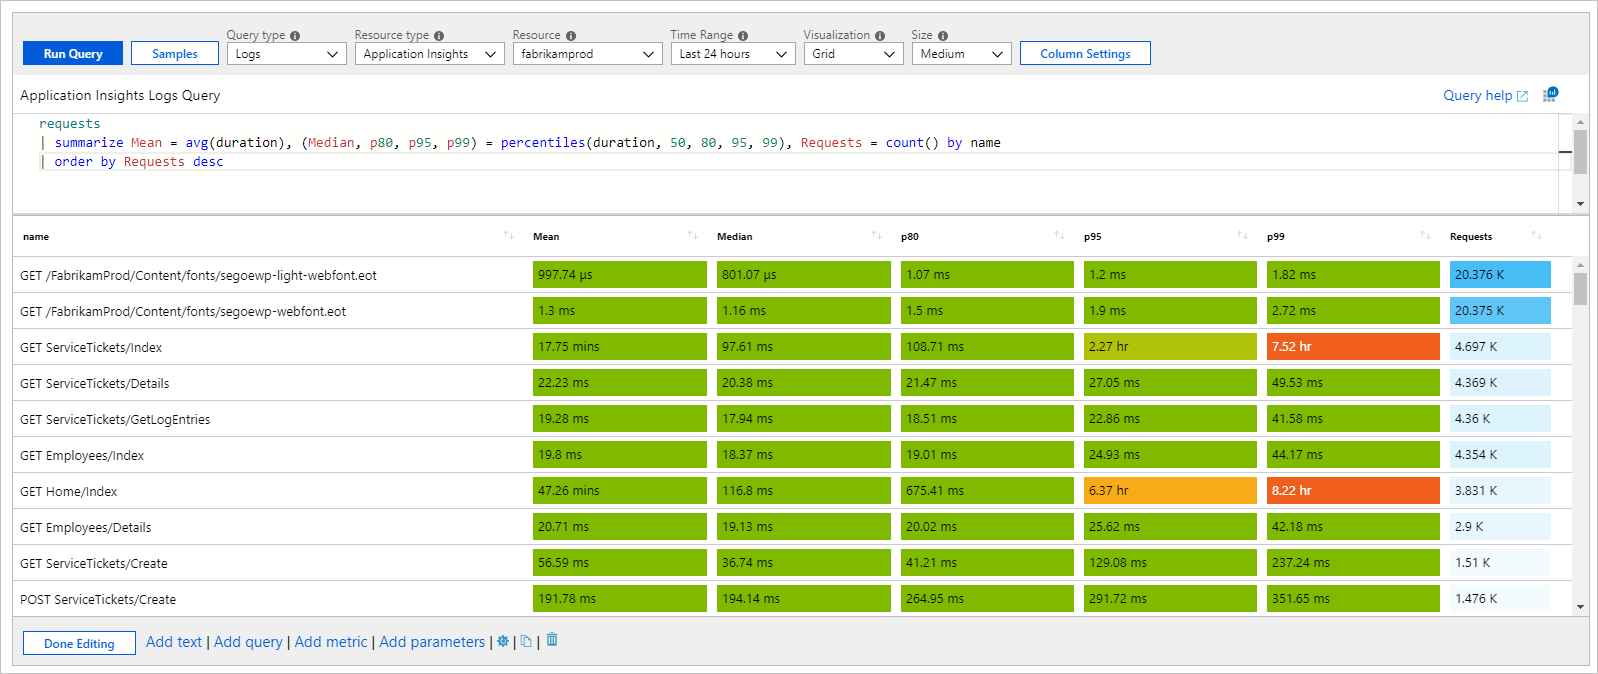 Query type Resource type Resource Time Range Visualization Size
Run Query Samples Logs Application Insights fabrikamprod Last 24 hours Grid Medium Column Settings
Application Insights Logs Query Query help
requests
| summarize Mean = avg(duration), (Median, p80, p95, p99) = percentiles(duration, 50, 80, 95, 99), Requests = count() by name
| order by Requests desc
name Mean Median p80 p95 p99 Requests
GET /FabrikamProd/Content/fonts/segoewp-light-webfont.eot 997.74 µs 801.07 µs 1.07 ms 1.2 ms 1.82 ms 20.376 K
GET /FabrikamProd/Content/fonts/segoewp-webfont.eot 1.3 ms 1.16 ms 1.5 ms 1.9 ms 2.72 ms 20.375 K
GET ServiceTickets/Index 17.75 mins 97.61 ms 108.71 ms 2.27 hr 7.52 hr 4.697 K
GET ServiceTickets/Details 22.23 ms 20.38 ms 21.47 ms 27.05 ms 49.53 ms 4.369 K
GET ServiceTickets/GetLogEntries 19.28 ms 17.94 ms 18.51 ms 22.86 ms 41.58 ms 4.36 K
GET Employees/Index 19.8 ms 18.37 ms 19.01 ms 24.93 ms 44.17 ms 4.354 K
GET Home/Index 47.26 mins 116.8 ms 675.41 ms 6.37 hr 8.22 hr 3.831 K
GET Employees/Details 20.71 ms 19.13 ms 20.02 ms 25.62 ms 42.18 ms 2.9 K
GET ServiceTickets/Create 56.59 ms 36.74 ms 41.21 ms 129.08 ms 237.24 ms 1.51 K
POST ServiceTickets/Create 191.78 ms 194.14 ms 264.95 ms 291.72 ms 351.65 ms 1.476 K
Done Editing Add text | Add query | Add metric | Add parameters | | |